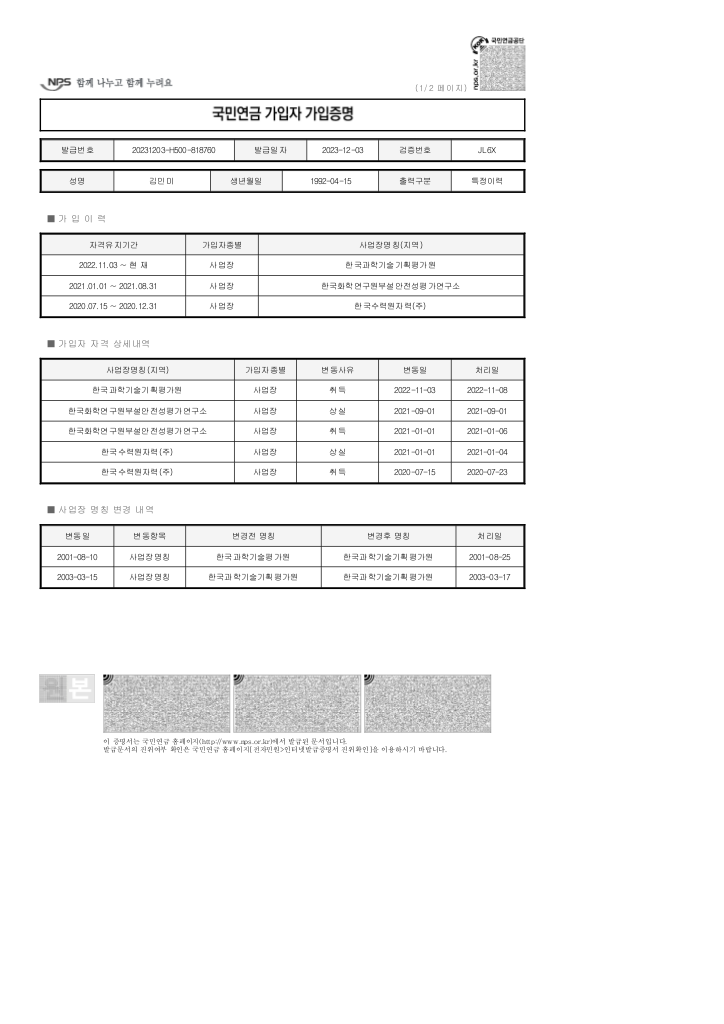 국민연금공단
nps.or.kr
NPS 함께 나누고 함께 누려요
(1/2 페이지)
국민연금 가입자 가입증명
발급번호 20231203-H500-818760 발급일자 2023-12-03 검증번호 JL6X
성명 김민미 생년월일 1992-04-15 출력구분 특정이력
■ 가 입 이 력
자격유지기간 가입자종별 사업장명칭(지역)
2022.11.03 ~ 현 재 사업장 한국과학기술기획평가원
2021.01.01 ~ 2021.08.31 사업장 한국화학연구원부설안전성평가연구소
2020.07.15 ~ 2020.12.31 사업장 한국수력원자력(주)
■ 가입자 자격 상세내역
사업장명칭(지역) 가입자종별 변동사유 변동일 처리일
한국과학기술기획평가원 사업장 취득 2022-11-03 2022-11-08
한국화학연구원부설안전성평가연구소 사업장 상실 2021-09-01 2021-09-01
한국화학연구원부설안전성평가연구소 사업장 취득 2021-01-01 2021-01-06
한국수력원자력(주) 사업장 상실 2021-01-01 2021-01-04
한국수력원자력(주) 사업장 취득 2020-07-15 2020-07-23
■ 사업장 명칭 변경 내역
변동일 변동항목 변경전 명칭 변경후 명칭 처리일
2001-08-10 사업장명칭 한국과학기술평가원 한국과학기술기획평가원 2001-08-25
2003-03-15 사업장명칭 한국과학기술기획평가원 한국과학기술기획평가원 2003-03-17
원본
이 증명서는 국민연금 홈페이지(http://www.nps.or.kr)에서 발급된 문서입니다.
발급문서의 진위여부 확인은 국민연금 홈페이지[전자민원>인터넷발급증명서 진위확인]을 이용하시기 바랍니다.